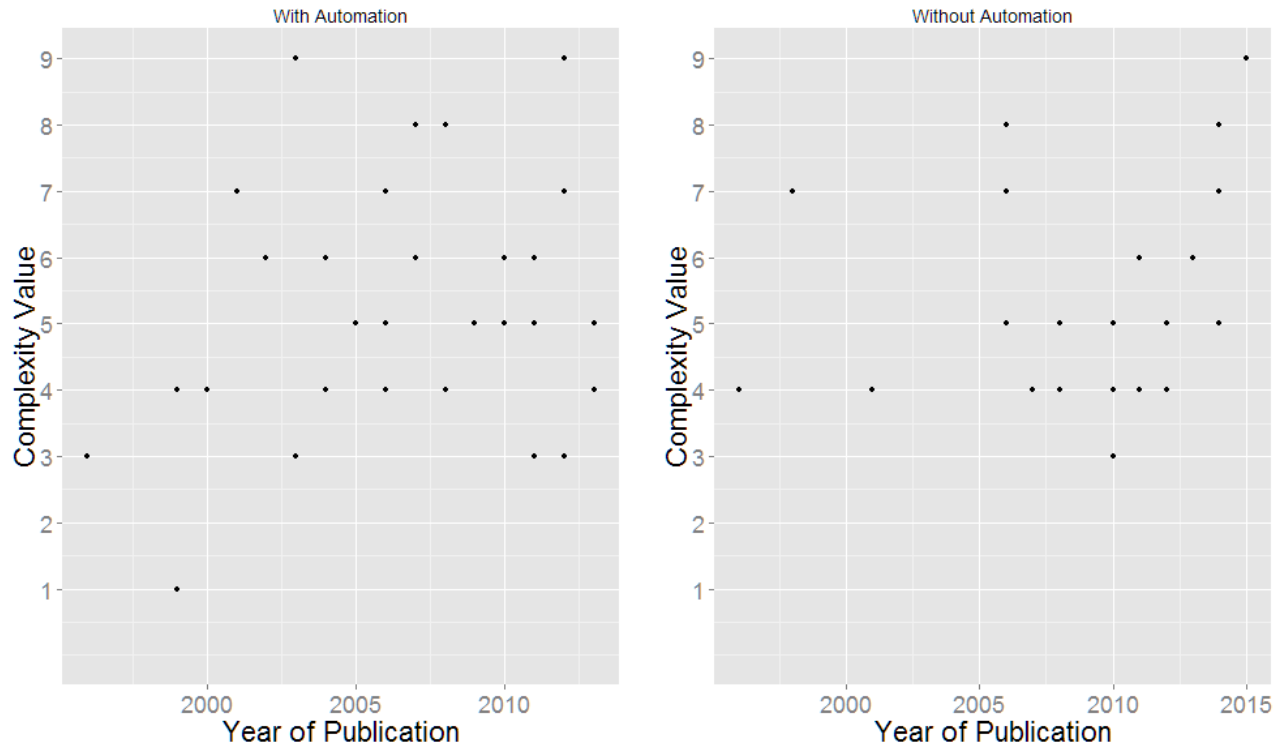 With Automation
Complexity Value
9
8
7
6
5
4
3
2
1
2000 2005 2010
Year of Publication
Without Automation
Complexity Value
9
8
7
6
5
4
3
2
1
2000 2005 2010 2015
Year of Publication